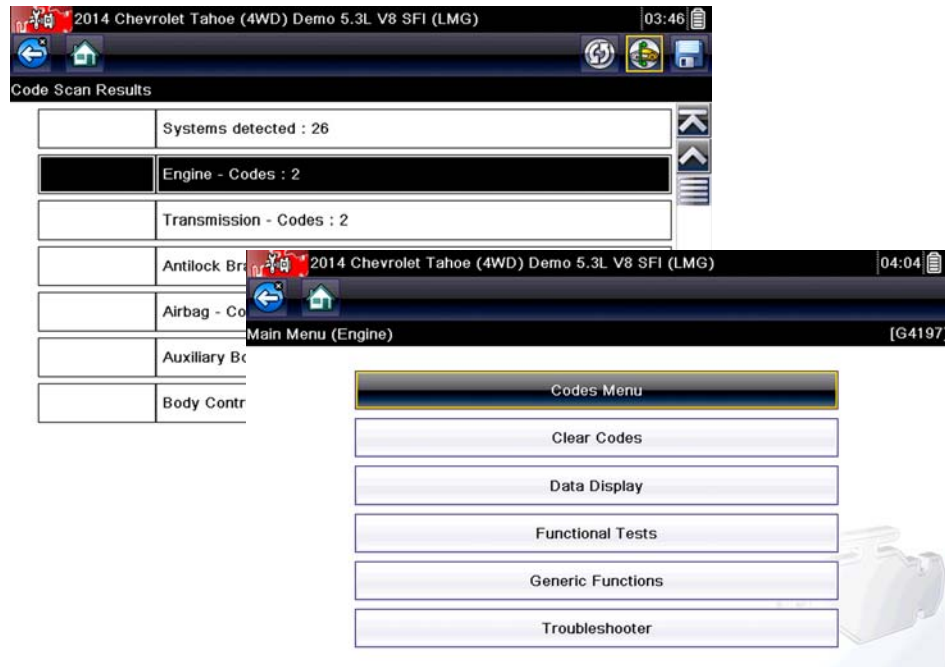 2014 Chevrolet Tahoe (4WD) Demo 5.3L V8 SFI (LMG) 03:46
Code Scan Results
Systems detected : 26
Engine - Codes : 2
Transmission - Codes : 2
Antilock Br
Airbag - Co
Auxiliary Bo
Body Contr
2014 Chevrolet Tahoe (4WD) Demo 5.3L V8 SFI (LMG) 04:04
Main Menu (Engine) [G4197]
Codes Menu
Clear Codes
Data Display
Functional Tests
Generic Functions
Troubleshooter